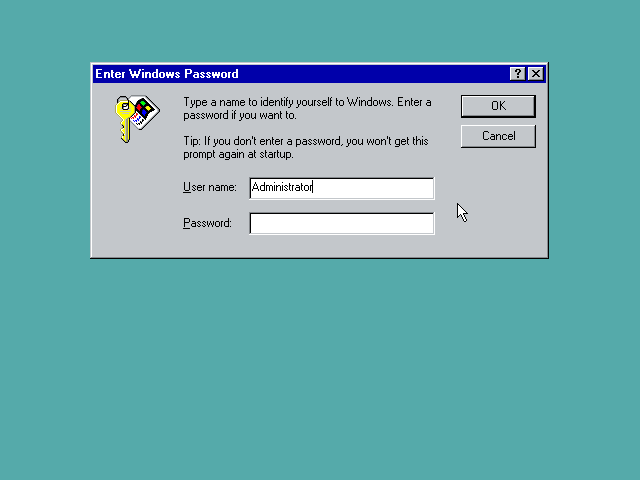 Enter Windows Password
Type a name to identify yourself to Windows. Enter a
password if you want to.
OK
Cancel
Tip: If you don't enter a password, you won't get this
prompt again at startup.
User name: Administrator
Password: